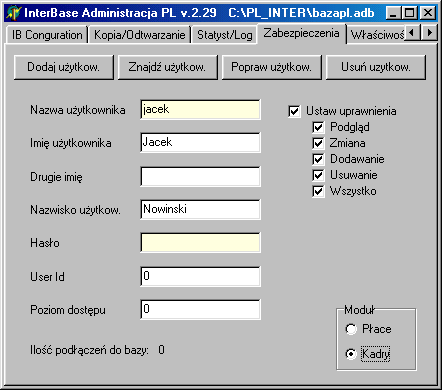 InterBase Administracja PL v.2.29 C:\PL_INTER\bazapl.adb
IB Conguration Kopia/Odtwarzanie Statyst/Log Zabezpieczenia Właściwoś
Dodaj użytkow. Znajdź użytkow. Popraw użytkow. Usuń uzytkow.
Nazwa użytkownika jacek
Imię użytkownika Jacek
Drugie imię
Nazwisko użytkow. Nowinski
Hasło
User Id 0
Poziom dostępu 0
Ilość podłączeń do bazy: 0
Ustaw uprawnienia
Podgląd
Zmiana
Dodawanie
Usuwanie
Wszystko
Moduł
Płace
Kadry